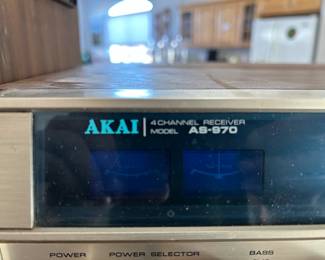 AKAI
4 CHANNEL RECEIVER
MODEL AS-970
POWER POWER SELECTOR BASS